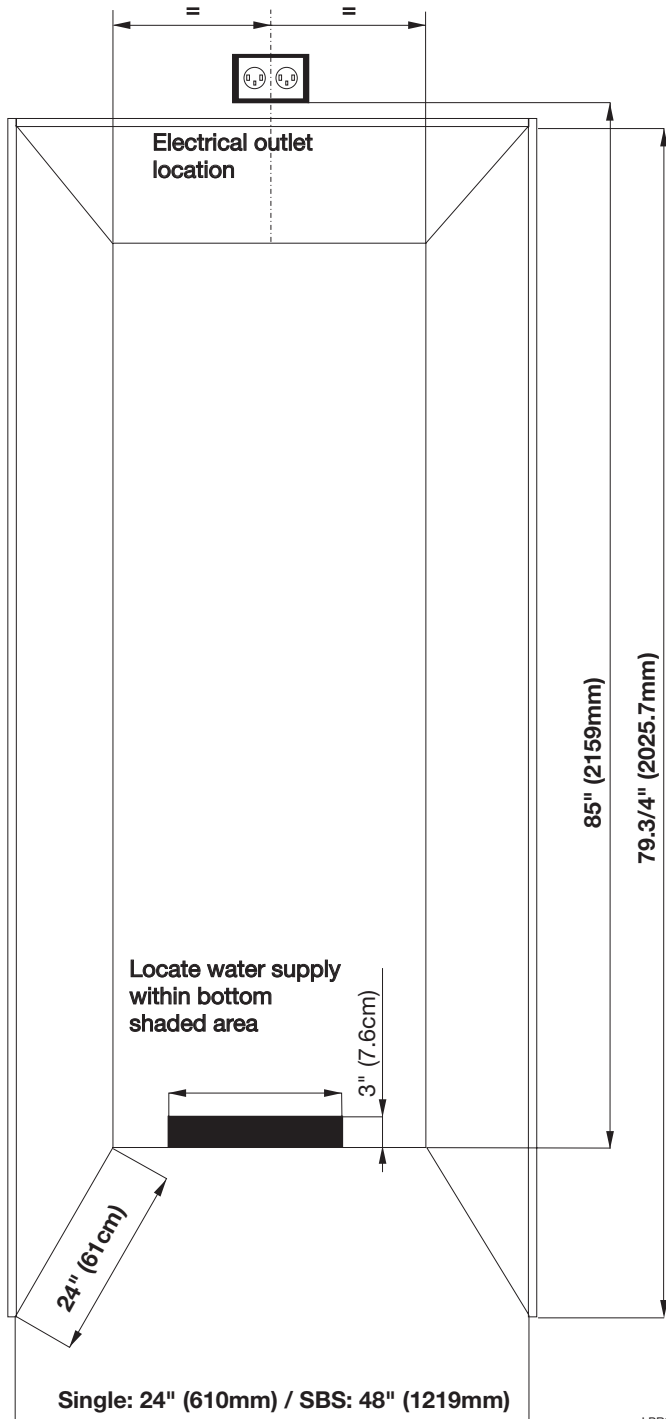 = =
Electrical outlet
location
85" (2159mm)
79.3/4" (2025.7mm)
Locate water supply
within bottom
shaded area
3" (7.6cm)
24" (61cm)
Single: 24" (610mm) / SBS: 48" (1219mm)